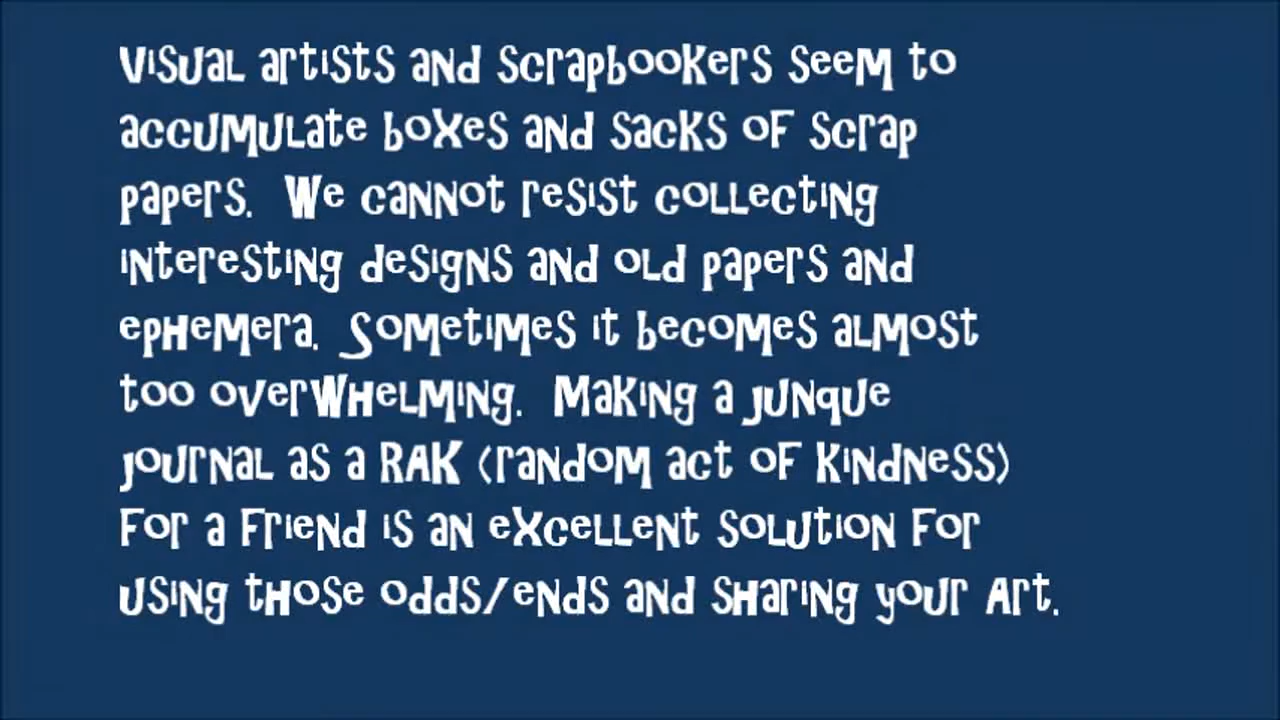 Visual artists and scrapbookers seem to
accumulate boxes and sacks of scrap
papers. We cannot resist collecting
interesting designs and old papers and
ephemera. Sometimes it becomes almost
too overwhelming. Making a junque
journal as a RAK (random act of kindness)
for a friend is an excellent solution for
using those odds/ends and sharing your art.